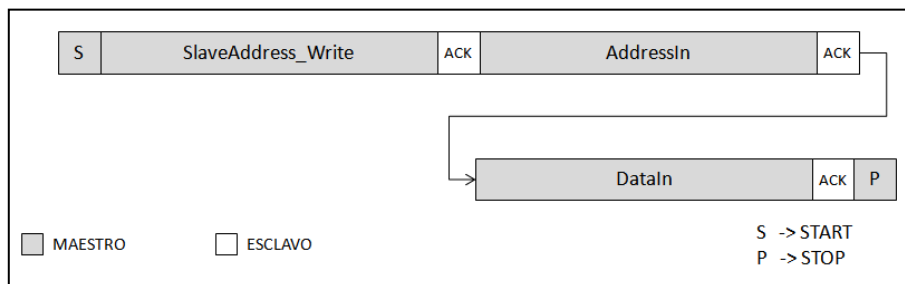 S SlaveAddress_Write ACK AddressIn ACK
DataIn ACK P
MAESTRO ESCLAVO
S -> START
P -> STOP